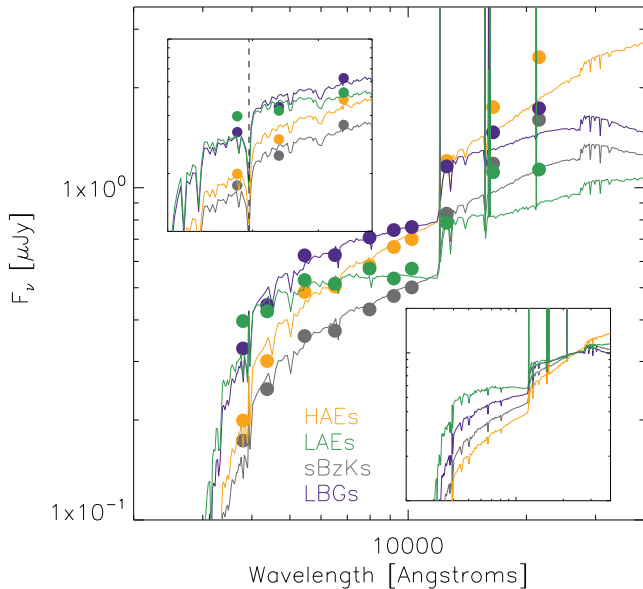 1x10⁰
1x10⁻¹
F_ν [μJy]
HAEs
LAEs
sBzKs
LBGs
10000
Wavelength [Angstroms]